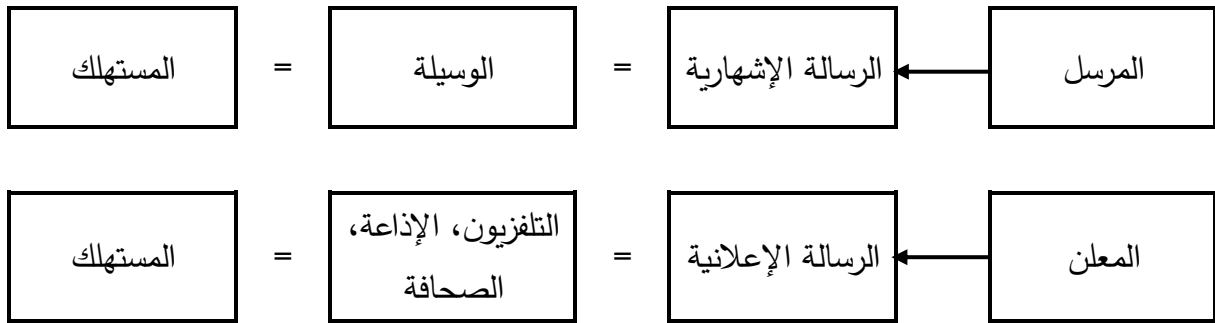 المرسل الرسالة الإشهارية = الوسيلة = المستهلك
المعلن الرسالة الإعلانية = التلفزيون، الإذاعة، = المستهلك
الصحافة